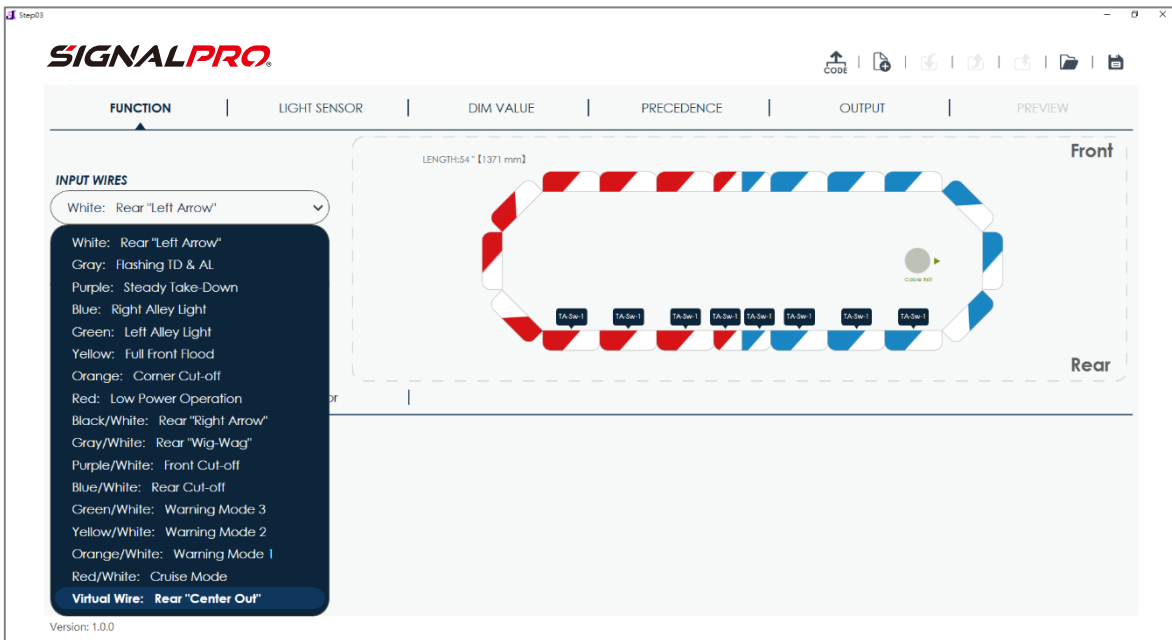 Step03
SIGNALPRO
CODE
FUNCTION
LIGHT SENSOR
DIM VALUE
PRECEDENCE
OUTPUT
PREVIEW
LENGTH:54"【1371 mm】
Front
INPUT WIRES
White: Rear "Left Arrow"
White: Rear "Left Arrow"
Gray: Flashing TD & AL
Purple: Steady Take-Down
Blue: Right Alley Light
Green: Left Alley Light
Yellow: Full Front Flood
Orange: Corner Cut-off
Red: Low Power Operation
Black/White: Rear "Right Arrow"
Gray/White: Rear "Wig-Wag"
Purple/White: Front Cut-off
Blue/White: Rear Cut-off
Green/White: Warning Mode 3
Yellow/White: Warning Mode 2
Orange/White: Warning Mode 1
Red/White: Cruise Mode
Virtual Wire: Rear "Center Out"
Cable Exit
TA-Sw-1 TA-Sw-1 TA-Sw-1 TA-Sw-1 TA-Sw-1 TA-Sw-1 TA-Sw-1 TA-Sw-1
Rear
or
Version: 1.0.0